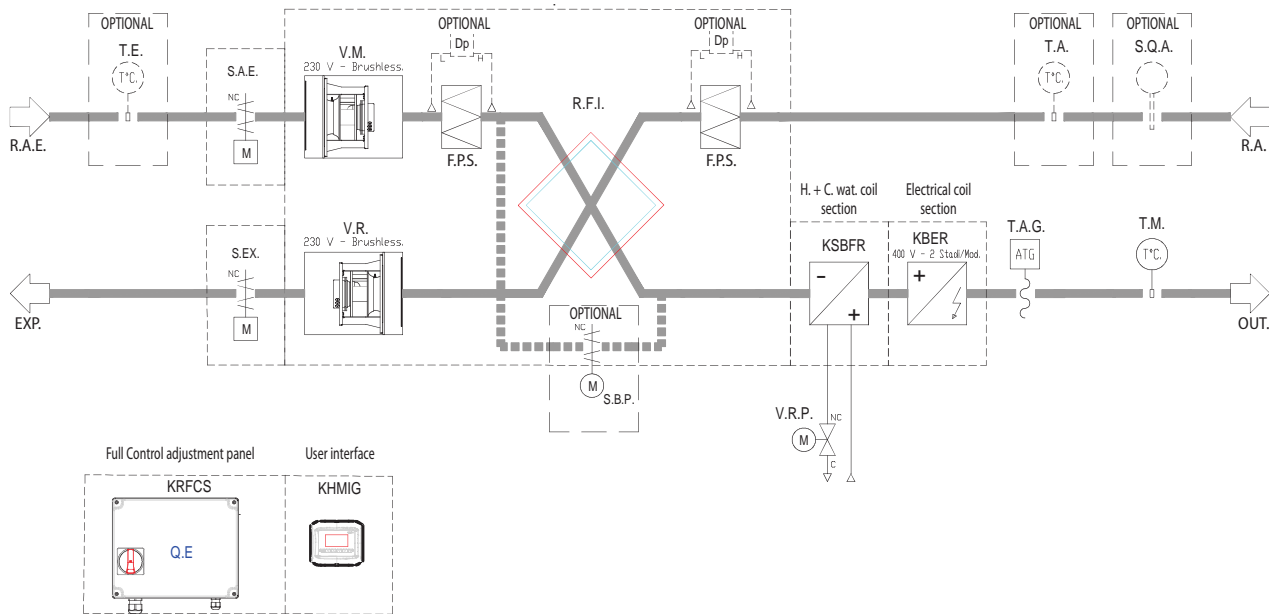 OPTIONAL
T.E.
T°C.
S.A.E.
NC
M
V.M.
230 V - Brushless.
OPTIONAL
Dp
L H
F.P.S.
R.F.I.
OPTIONAL
Dp
L H
F.P.S.
OPTIONAL
T.A.
T°C.
OPTIONAL
S.Q.A.
R.A.E.
R.A.
S.EX.
NC
M
V.R.
230 V - Brushless.
H. + C. wat. coil
section
KSBFR
- +
Electrical coil
section
KBER
400 V - 2 Stadi/Mod.
+
T.A.G.
ATG
T.M.
T°C.
EXP.
OUT.
OPTIONAL
NC
M
S.B.P.
V.R.P.
NC
M
C
Full Control adjustment panel
KRFCS
Q.E
User interface
KHMIG